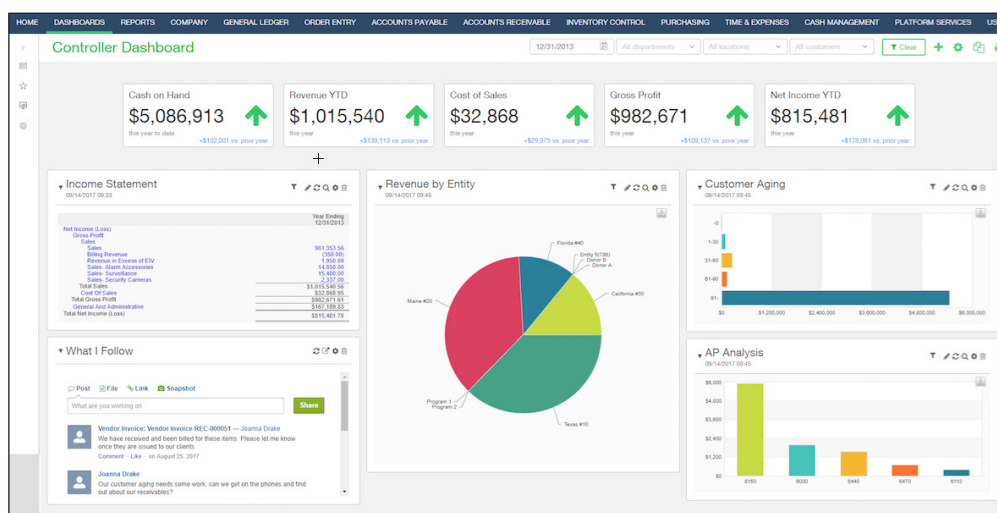 HOME DASHBOARDS REPORTS COMPANY GENERAL LEDGER ORDER ENTRY ACCOUNTS PAYABLE ACCOUNTS RECEIVABLE INVENTORY CONTROL PURCHASING TIME & EXPENSES CASH MANAGEMENT PLATFORM SERVICES US
Controller Dashboard
12/31/2013 All departments All locations All customers Clear
Cash on Hand
$5,086,913
this year to date
+$102,001 vs. prior year
Revenue YTD
$1,015,540
this year
+$139,113 vs. prior year
Cost of Sales
$32,868
this year
+$29,975 vs. prior year
Gross Profit
$982,671
this year
+$109,137 vs. prior year
Net Income YTD
$815,481
this year
+$176,061 vs. prior year
Income Statement
09/14/2017 09:33
Year Ending
12/31/2013
Net Income (Loss)
Gross Profit
Sales
Sales 981,353.56
Billing Revenue (350.00)
Revenue in Excess of EIV 1,950.00
Sales- Alarm Accessories 14,850.00
Sales- Surveillance 15,400.00
Sales- Security Cameras 2,337.00
Total Sales $1,015,540.56
Cost Of Sales $32,868.95
Total Gross Profit $982,671.61
General And Administrative $167,189.83
Total Net Income (Loss) $815,481.78
Revenue by Entity
09/14/2017 09:45
Florida #40
Entity 5(788)
Donor B
Donor A
California #30
Maine #20
Program 1
Program 2
Texas #10
Customer Aging
09/14/2017 09:45
-0
1-30
31-60
61-90
91-
$0 $1,200,000 $2,400,000 $3,600,000 $4,800,000 $6,000,000
What I Follow
Post File Link Snapshot
What are you working on
Share
Vendor Invoice: Vendor Invoice-REC-000051 — Joanna Drake
We have received and been billed for these items. Please let me know
once they are issued to our clients.
Comment - Like - on August 25, 2017
Joanna Drake
Our customer aging needs some work, can we get on the phones and find
out about our receivables?
AP Analysis
09/14/2017 09:45
$6,000
$4,800
$3,600
$2,400
$1,200
$0
6150 6000 6440 6470 6110